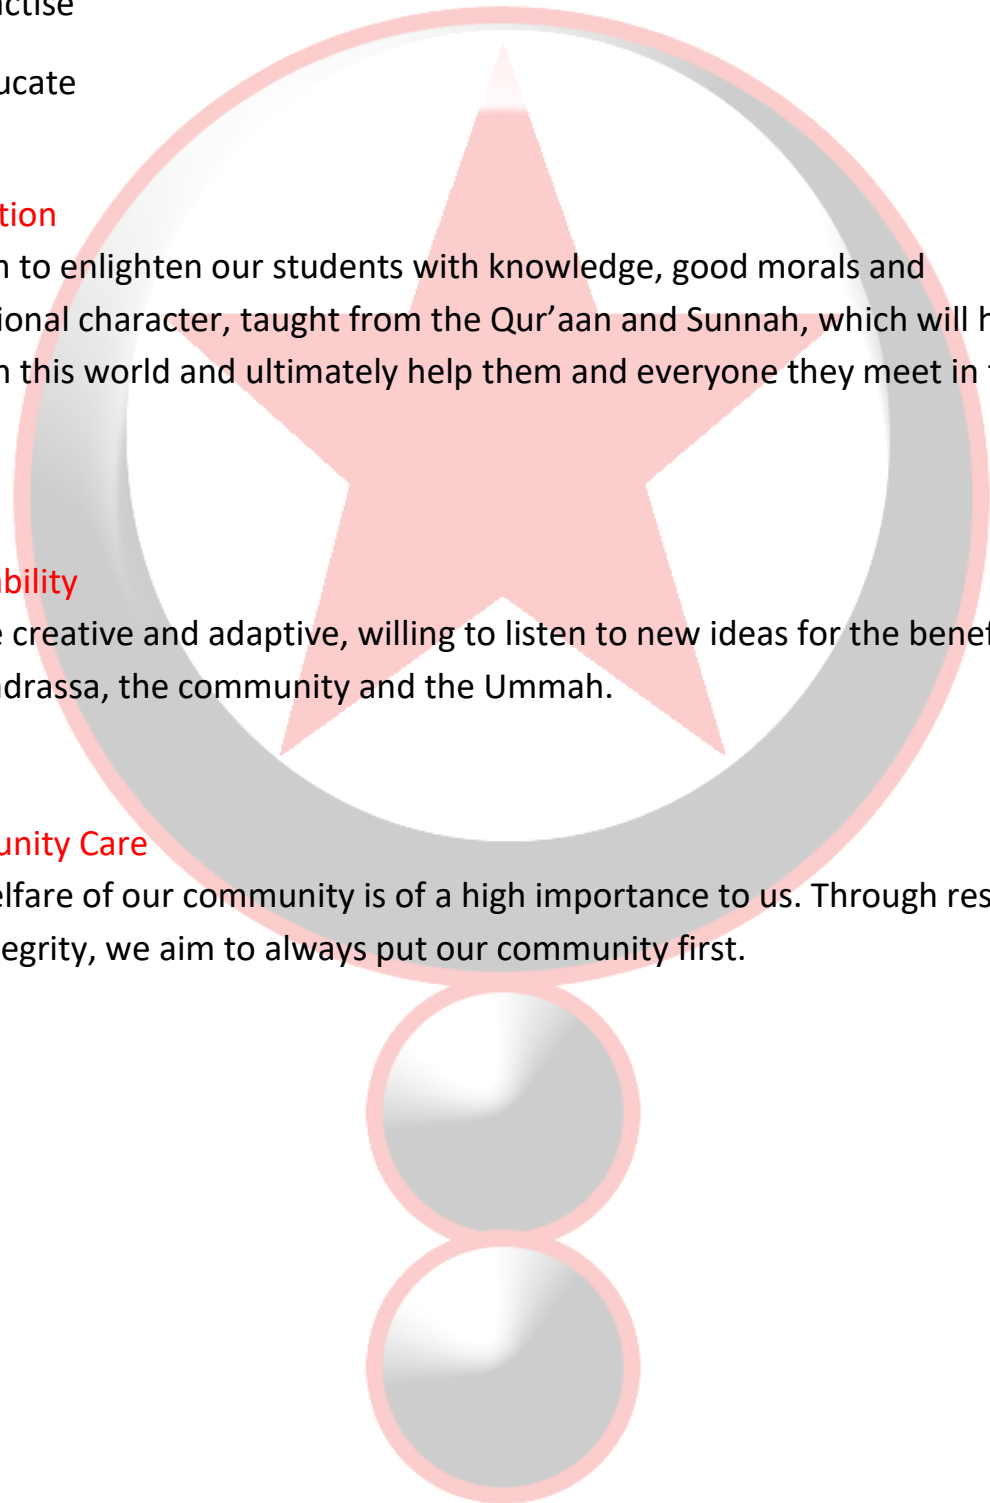 ctise
ucate
tion
n to enlighten our students with knowledge, good morals and
ional character, taught from the Qur’aan and Sunnah, which will h
n this world and ultimately help them and everyone they meet in t
bility
e creative and adaptive, willing to listen to new ideas for the benef
drassa, the community and the Ummah.
unity Care
elfare of our community is of a high importance to us. Through res
egrity, we aim to always put our community first.